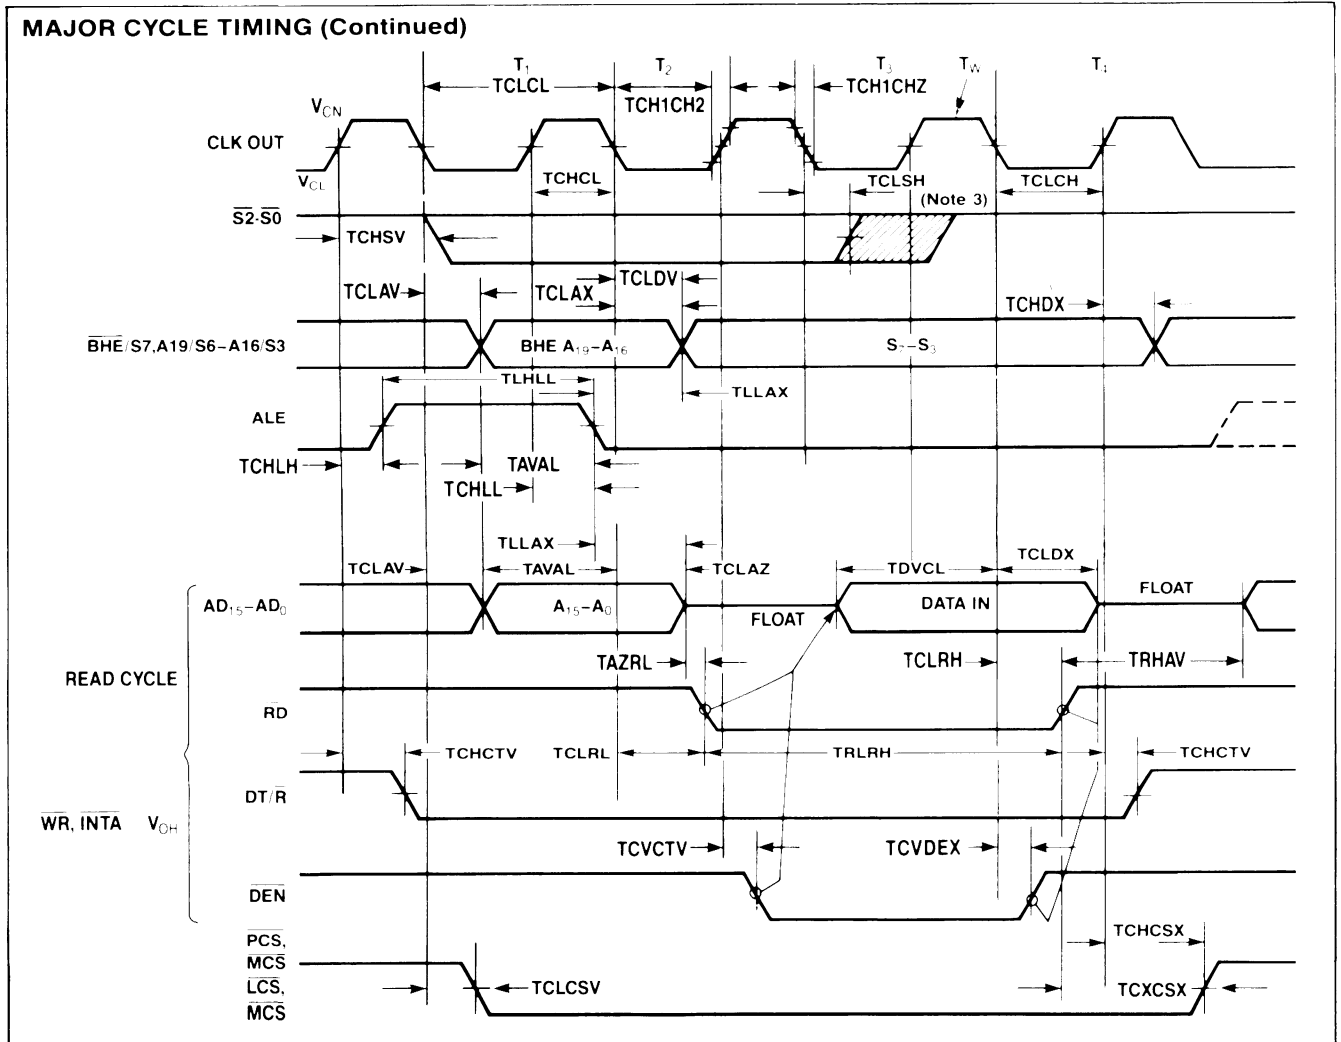 MAJOR CYCLE TIMING (Continued)
T1 T2 T3 TW T4
TCLCL TCH1CH2 TCH1CHZ
VCN
CLK OUT
VCL
TCHCL TCLSH TCLCH
(Note 3)
S2-S0
TCHSV
TCLDV
TCLAV TCLAX TCHDX
BHE/S7,A19/S6–A16/S3 BHE A19–A16 S7–S3
TLHLL TLLAX
ALE
TCHLH TAVAL
TCHLL
TLLAX
TCLAV TAVAL TCLAZ TDVCL TCLDX
AD15–AD0 A15–A0 FLOAT DATA IN FLOAT
TAZRL TCLRH TRHAV
READ CYCLE
RD
TCHCTV TCLRL TRLRH TCHCTV
DT/R
WR, INTA VOH
TCVCTV TCVDEX
DEN
TCHCSX
PCS,
MCS
LCS, TCLCSV TCXCSX
MCS